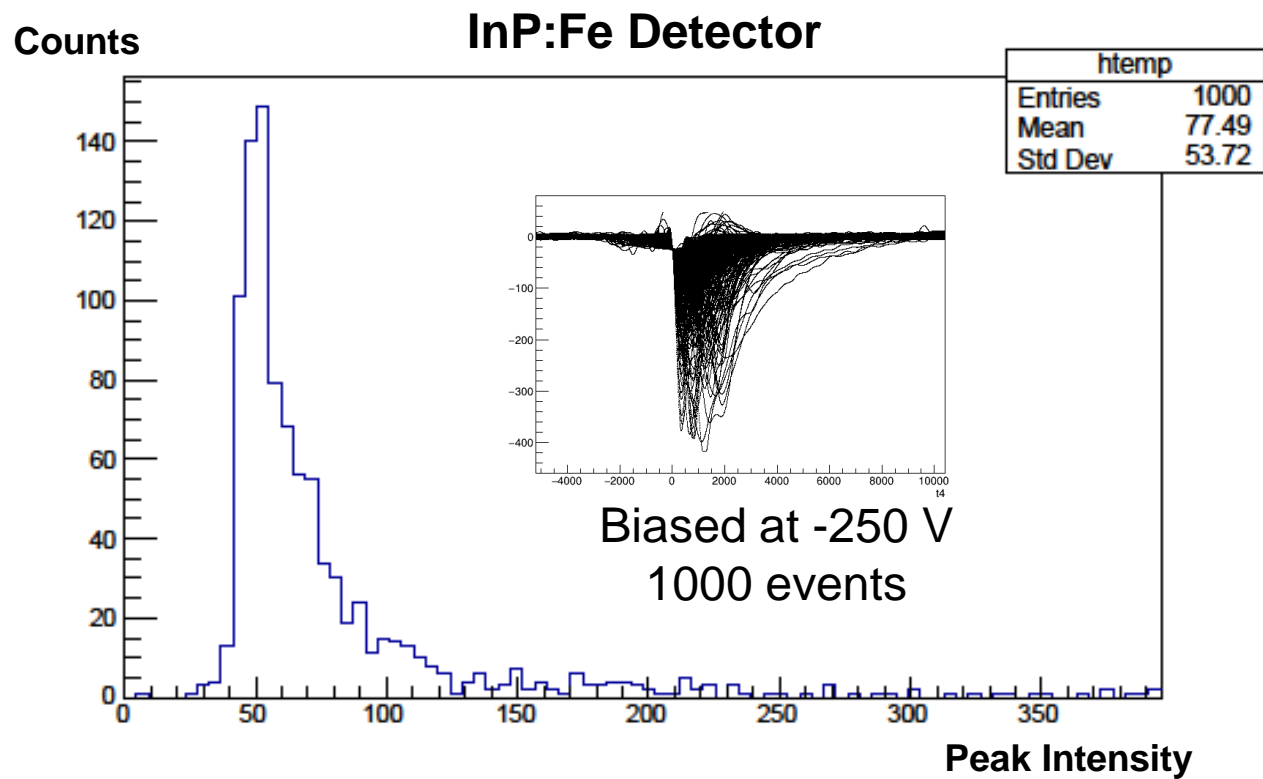 InP:Fe Detector
Counts
htemp
Entries 1000
Mean 77.49
Std Dev 53.72
140
120
100
80
60
40
20
0
0 50 100 150 200 250 300 350
Peak Intensity
0
−100
−200
−300
−400
−4000 −2000 0 2000 4000 6000 8000 10000
t4
Biased at -250 V
1000 events